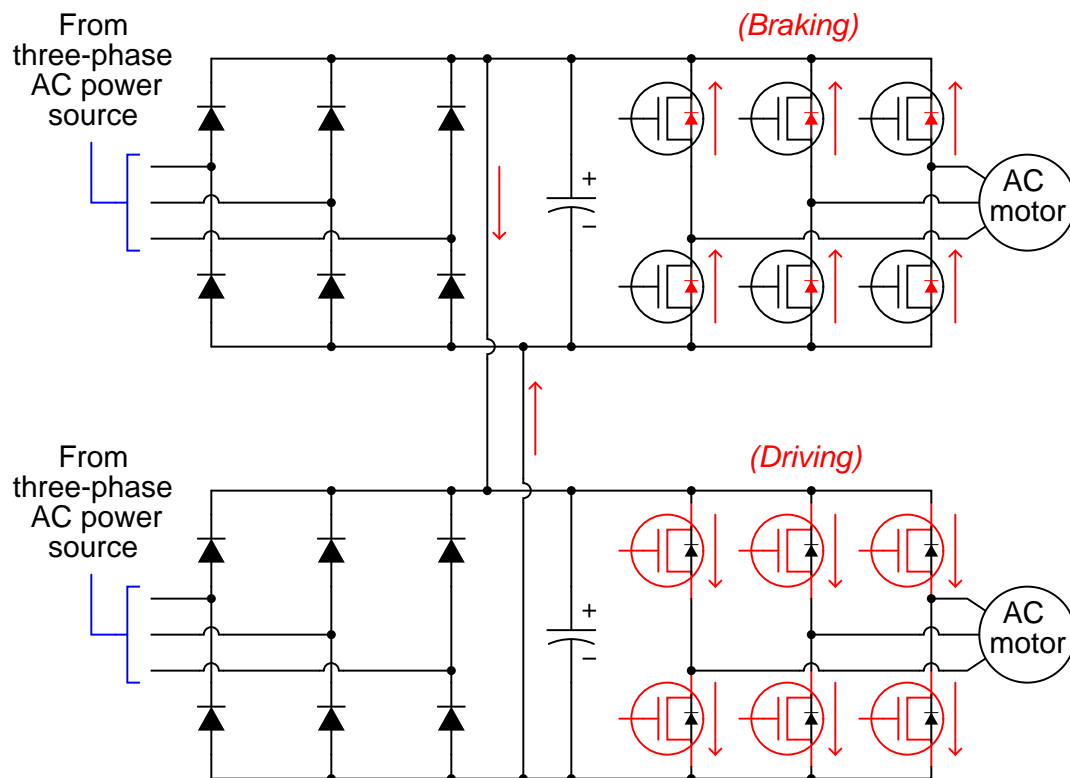 From
three-phase
AC power
source
(Braking)
+
−
AC
motor
From
three-phase
AC power
source
(Driving)
+
−
AC
motor